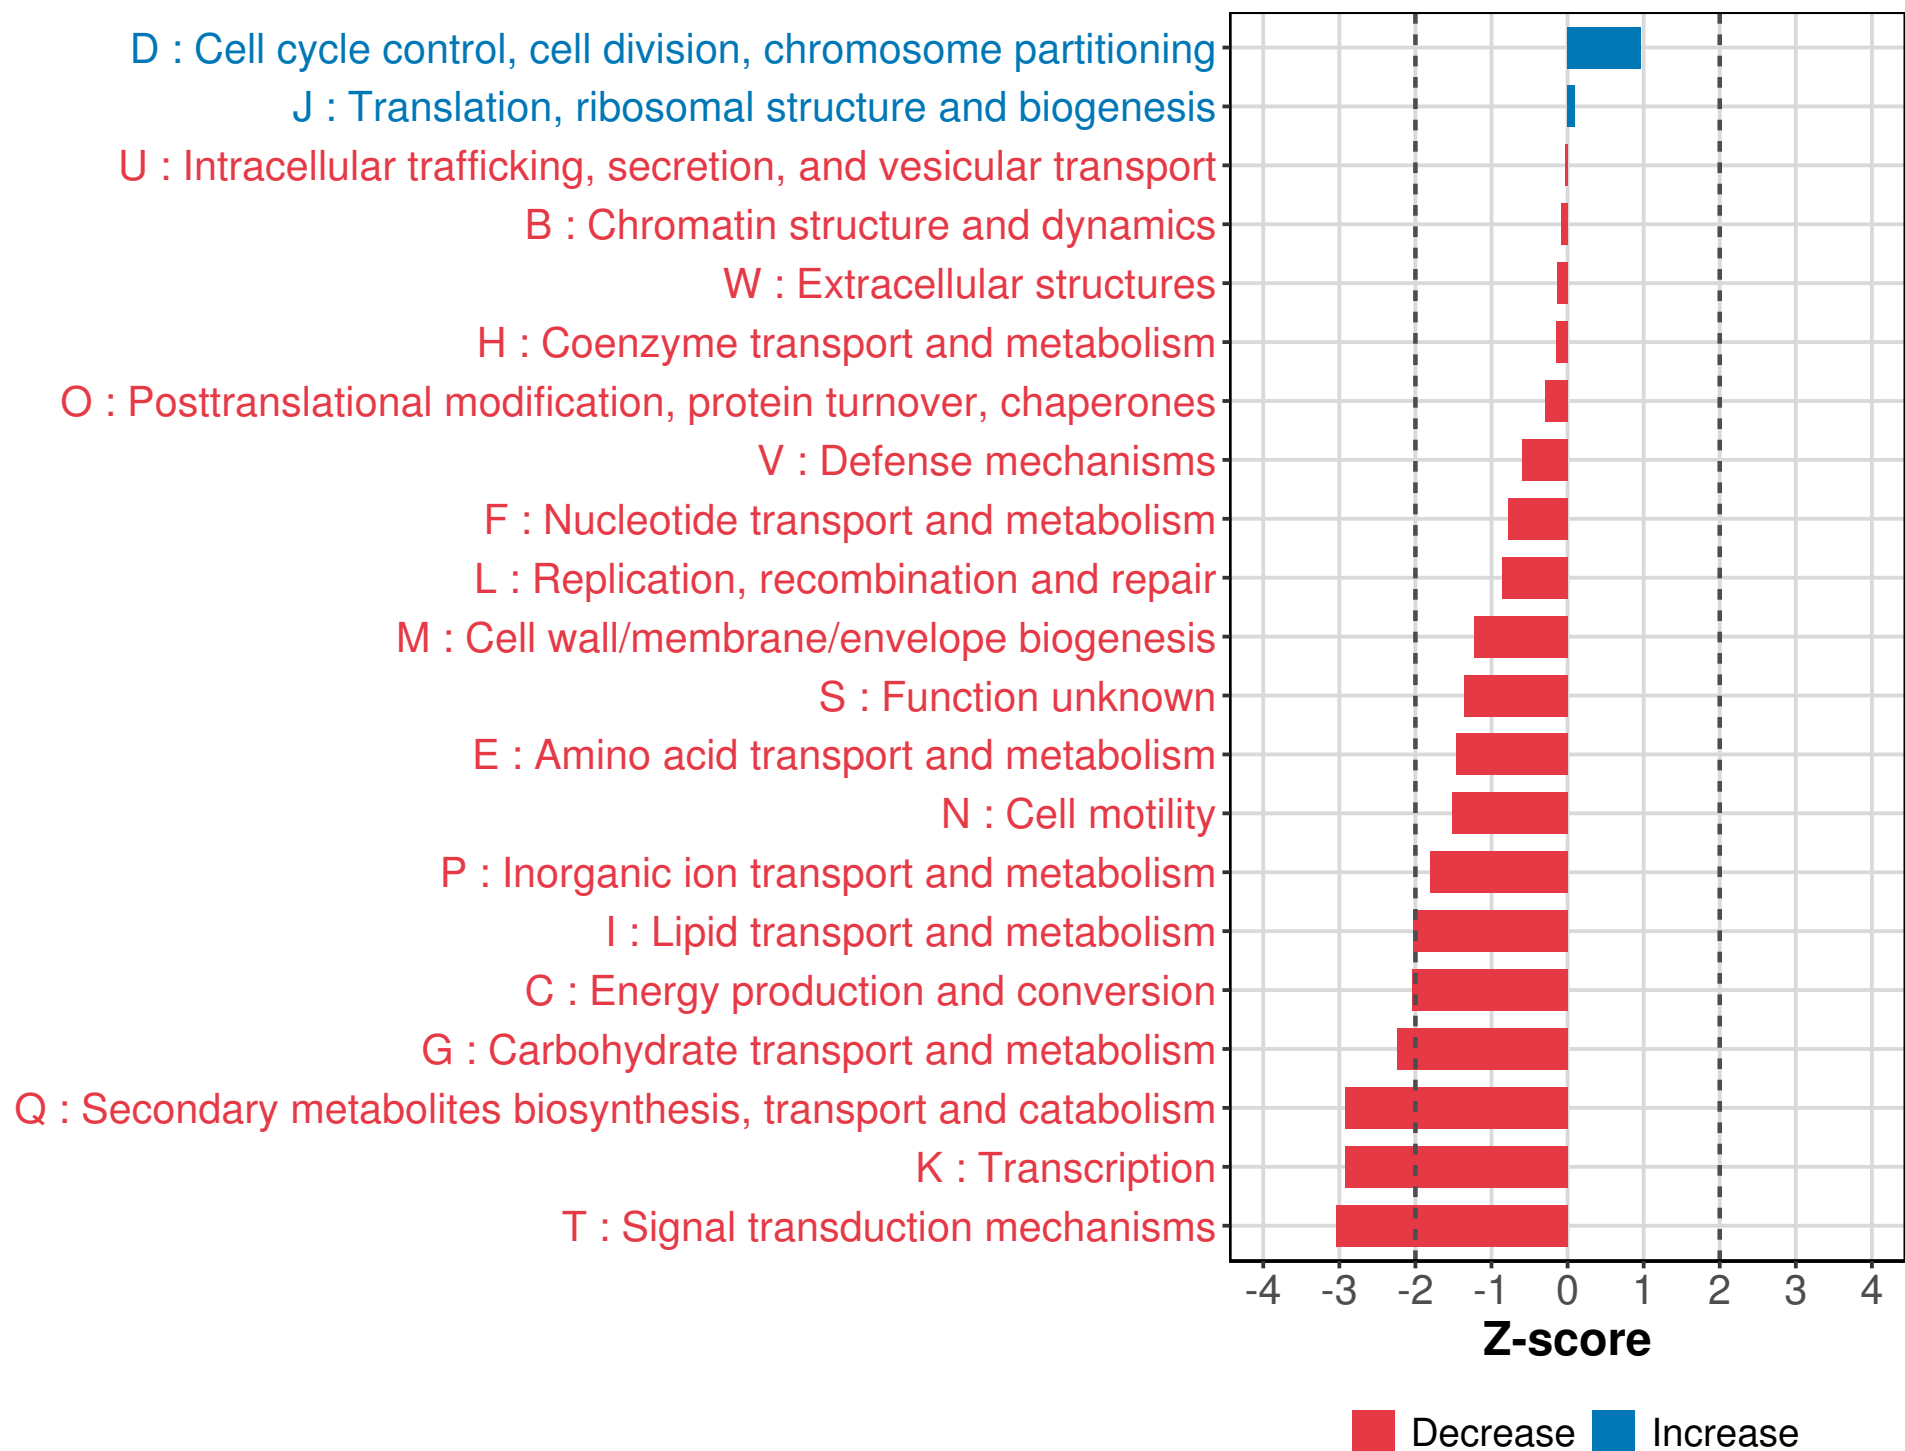 D : Cell cycle control, cell division, chromosome partitioning
J : Translation, ribosomal structure and biogenesis
U : Intracellular trafficking, secretion, and vesicular transport
B : Chromatin structure and dynamics
W : Extracellular structures
H : Coenzyme transport and metabolism
O : Posttranslational modification, protein turnover, chaperones
V : Defense mechanisms
F : Nucleotide transport and metabolism
L : Replication, recombination and repair
M : Cell wall/membrane/envelope biogenesis
S : Function unknown
E : Amino acid transport and metabolism
N : Cell motility
P : Inorganic ion transport and metabolism
I : Lipid transport and metabolism
C : Energy production and conversion
G : Carbohydrate transport and metabolism
Q : Secondary metabolites biosynthesis, transport and catabolism
K : Transcription
T : Signal transduction mechanisms
-4 -3 -2 -1 0 1 2 3 4
Z-score
Decrease Increase